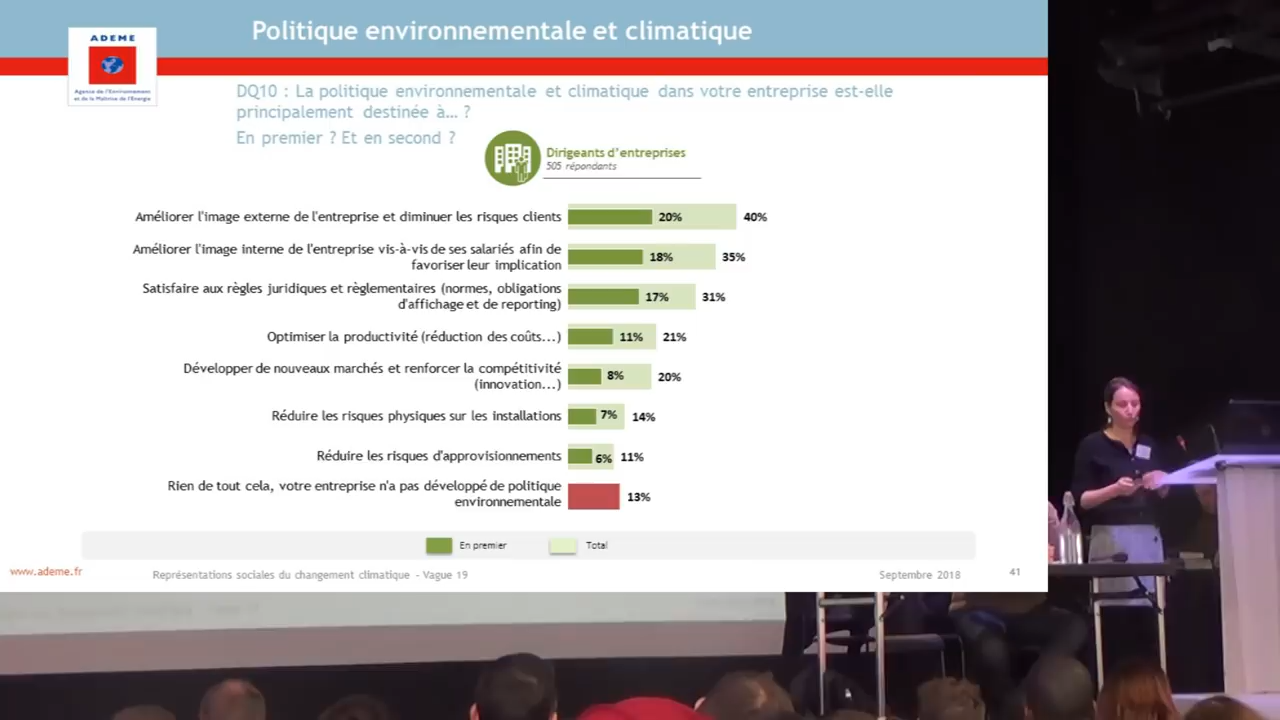 Politique environnementale et climatique
ADEME
Agence de l'Environnement
et de la Maîtrise de l'Energie
DQ10 : La politique environnementale et climatique dans votre entreprise est-elle
principalement destinée à... ?
En premier ? Et en second ?
Dirigeants d'entreprises
505 répondants
Améliorer l'image externe de l'entreprise et diminuer les risques clients
20% 40%
Améliorer l'image interne de l'entreprise vis-à-vis de ses salariés afin de
favoriser leur implication
18% 35%
Satisfaire aux règles juridiques et règlementaires (normes, obligations
d'affichage et de reporting)
17% 31%
Optimiser la productivité (réduction des coûts...)
11% 21%
Développer de nouveaux marchés et renforcer la compétitivité
(innovation...)
8% 20%
Réduire les risques physiques sur les installations
7% 14%
Réduire les risques d'approvisionnements
6% 11%
Rien de tout cela, votre entreprise n'a pas développé de politique
environnementale
13%
En premier Total
www.ademe.fr
Représentations sociales du changement climatique - Vague 19
Septembre 2018
41